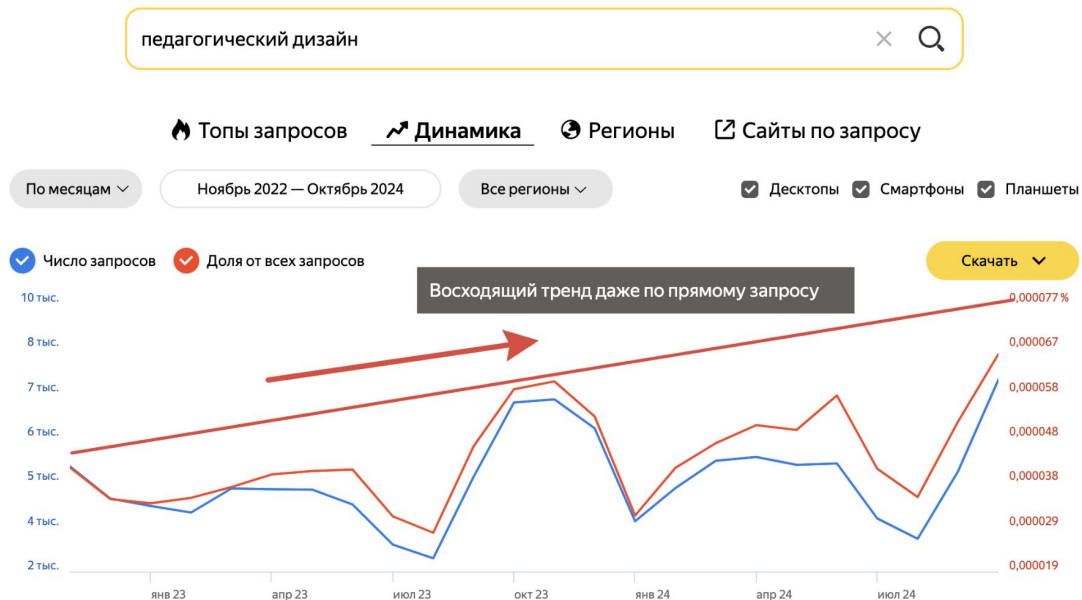 педагогический дизайн
Топы запросов Динамика Регионы Сайты по запросу
По месяцам Ноябрь 2022 — Октябрь 2024 Все регионы Десктопы Смартфоны Планшеты
Число запросов Доля от всех запросов Скачать
Восходящий тренд даже по прямому запросу
10 тыс. 0,000077 %
8 тыс. 0,000067
7 тыс. 0,000058
6 тыс. 0,000048
5 тыс. 0,000038
4 тыс. 0,000029
2 тыс. 0,000019
янв 23 апр 23 июл 23 окт 23 янв 24 апр 24 июл 24